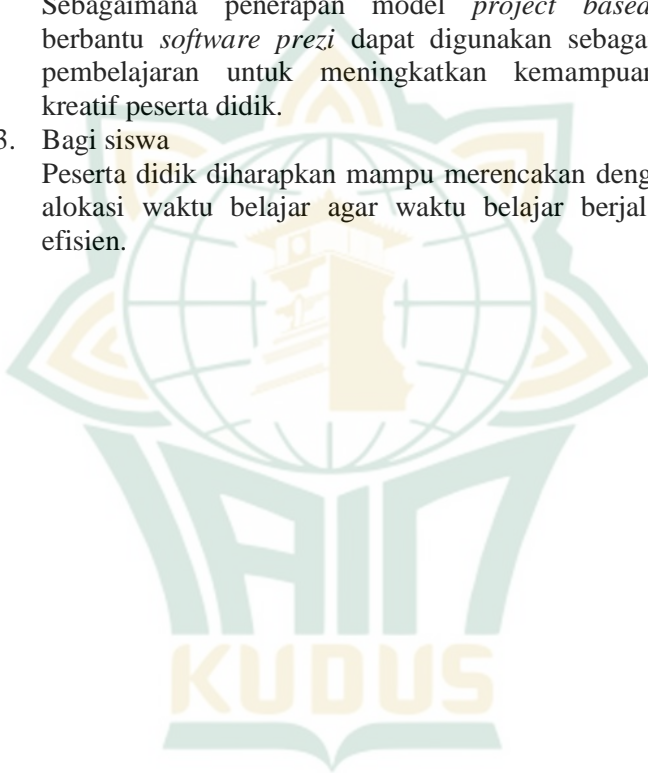 Sebagaimana penerapan model project based
berbantu software prezi dapat digunakan sebaga
pembelajaran untuk meningkatkan kemampuan
kreatif peserta didik.
3. Bagi siswa
Peserta didik diharapkan mampu merencakan deng
alokasi waktu belajar agar waktu belajar berjal
efisien.
IAIN
KUDUS